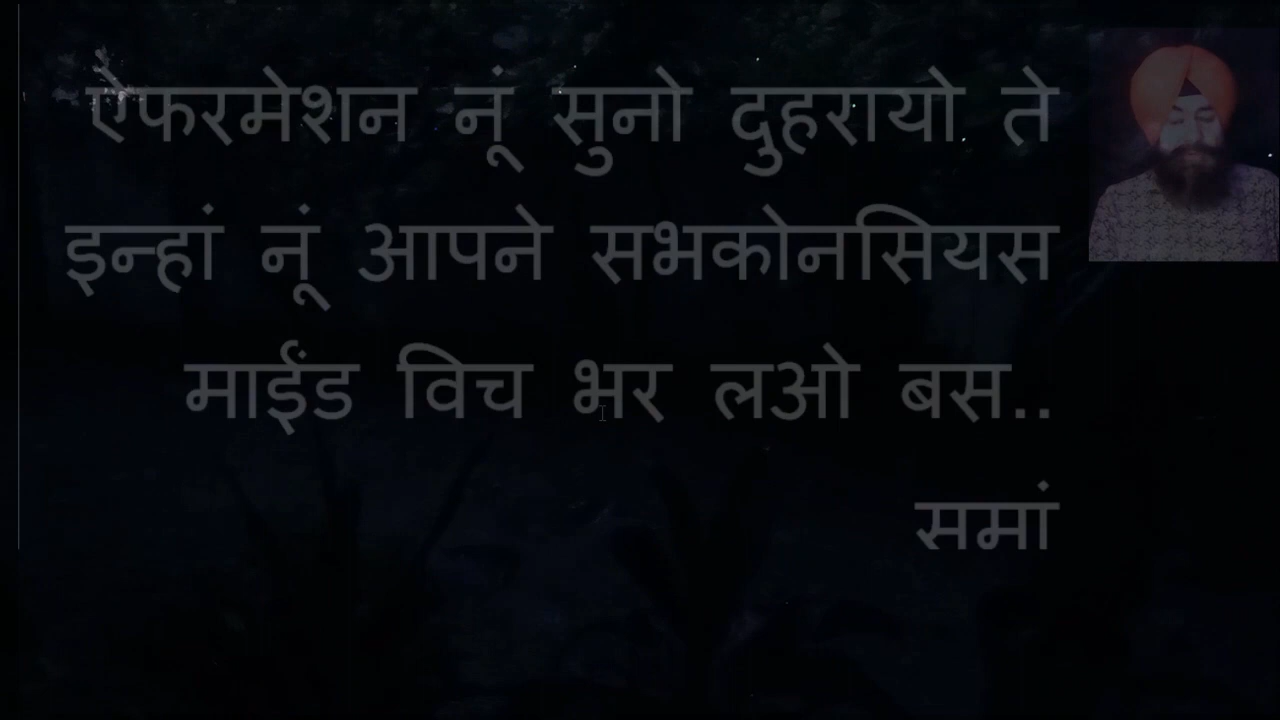 ऐफरमेशन नूं सुनो दुहरायो ते
इन्हां नूं आपने सभकोनसियस
माईंड विच भर लओ बस..
समां